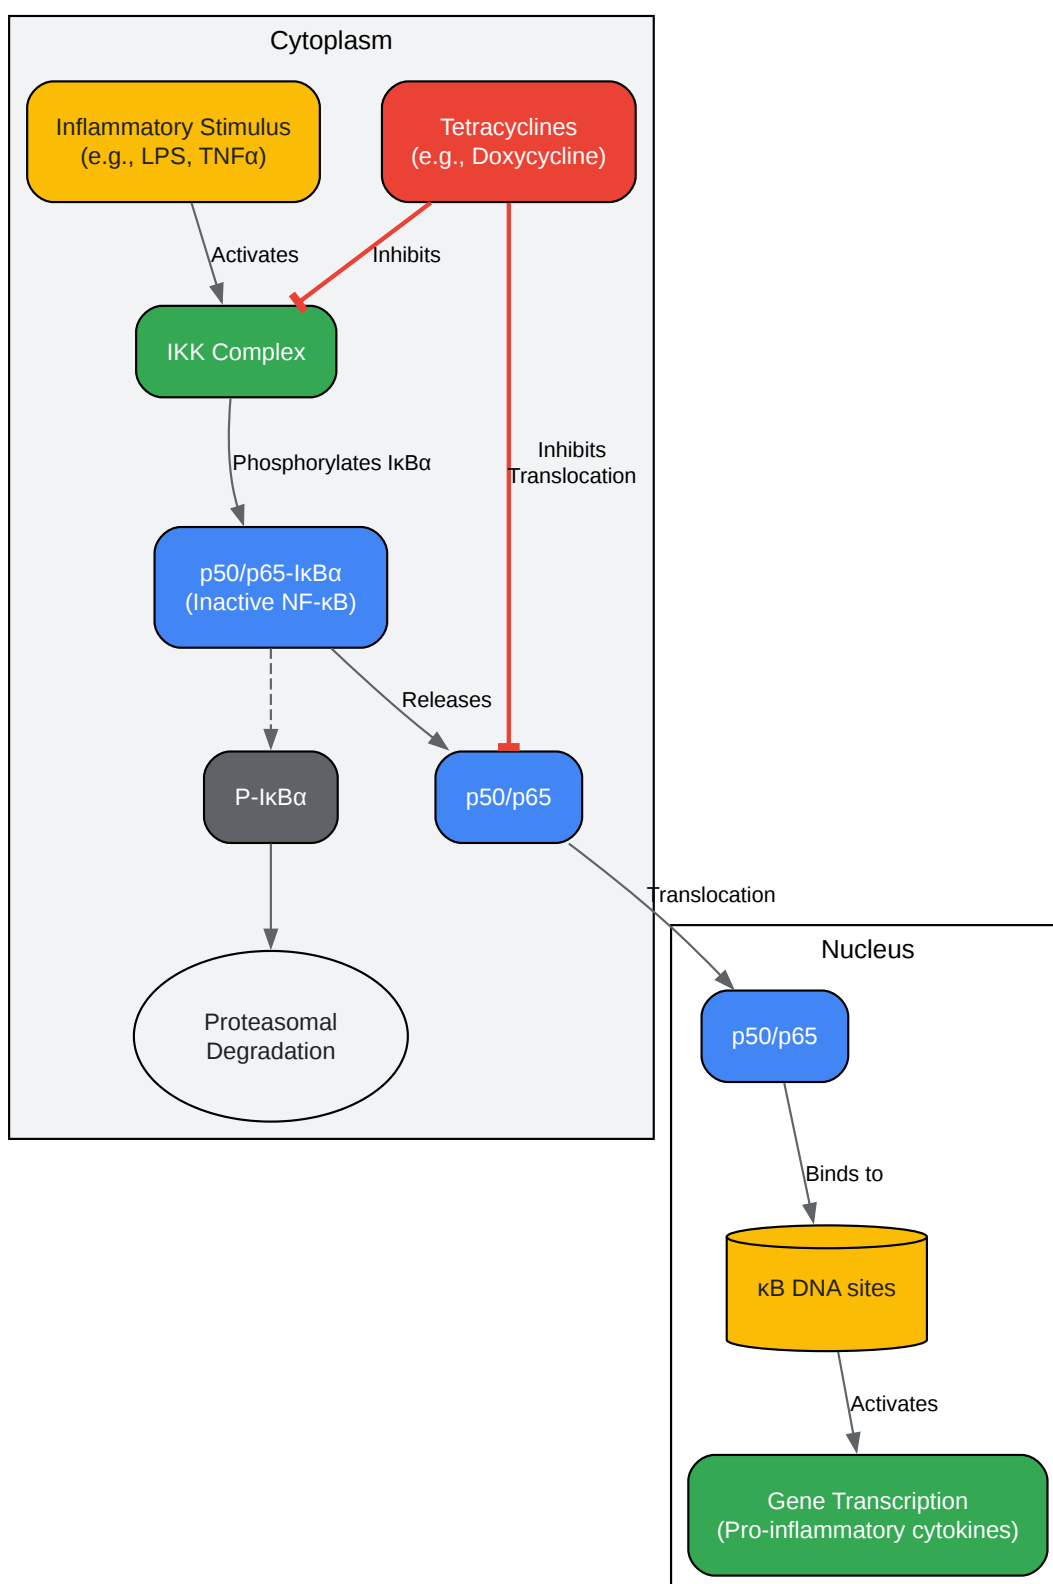 Cytoplasm
Inflammatory Stimulus
(e.g., LPS, TNFα)
Tetracyclines
(e.g., Doxycycline)
Activates
Inhibits
IKK Complex
Phosphorylates IκBα
Inhibits
Translocation
p50/p65-IκBα
(Inactive NF-κB)
Releases
P-IκBα
p50/p65
Translocation
Nucleus
Proteasomal
Degradation
p50/p65
Binds to
κB DNA sites
Activates
Gene Transcription
(Pro-inflammatory cytokines)